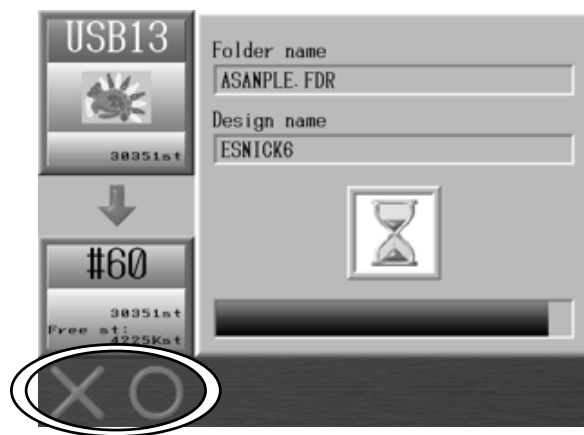 USB13
30351st
#60
30351st
Free st:
4225Kst
Folder name
ASANPLE.FDR
Design name
ESNICK6